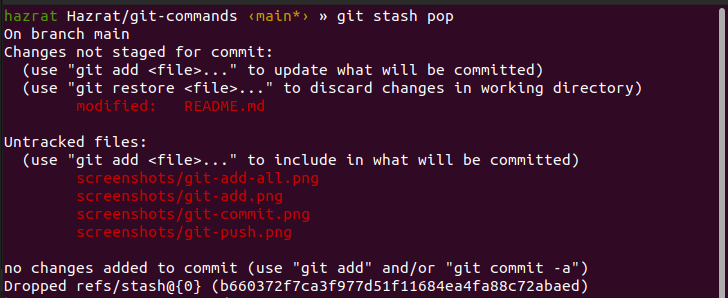 hazrat Hazrat/git-commands ‹main*› » git stash pop
On branch main
Changes not staged for commit:
  (use "git add <file>..." to update what will be committed)
  (use "git restore <file>..." to discard changes in working directory)
        modified:   README.md

Untracked files:
  (use "git add <file>..." to include in what will be committed)
        screenshots/git-add-all.png
        screenshots/git-add.png
        screenshots/git-commit.png
        screenshots/git-push.png

no changes added to commit (use "git add" and/or "git commit -a")
Dropped refs/stash@{0} (b660372f7ca3f977d51f11684ea4fa88c72abaed)